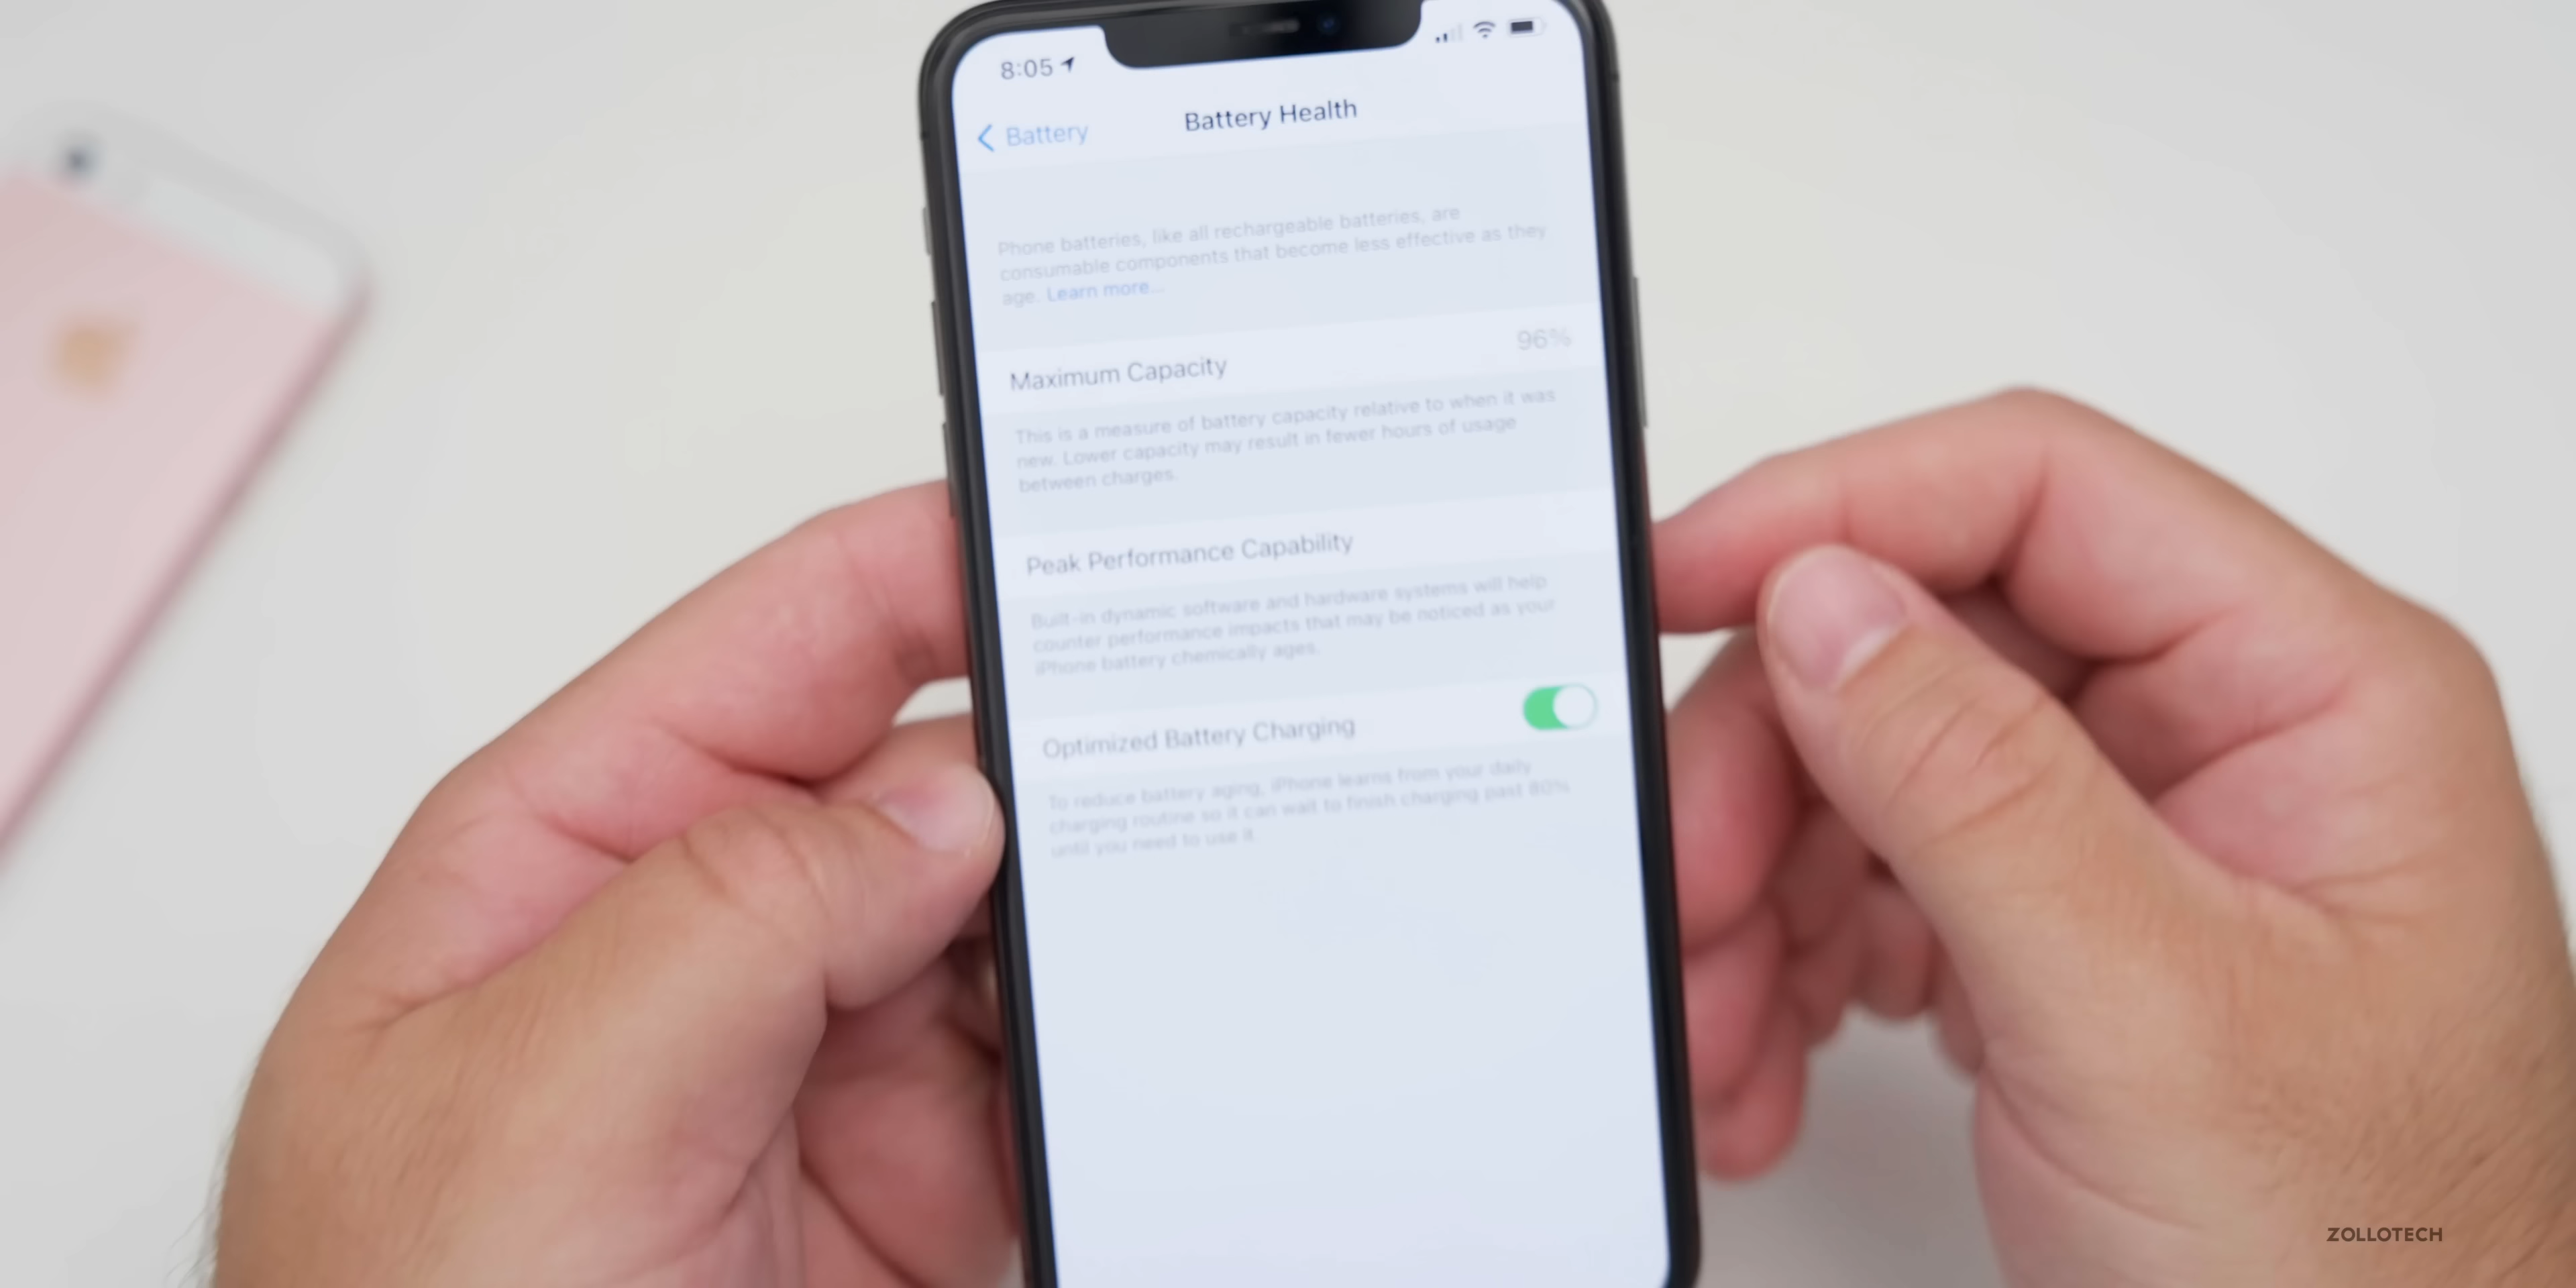 8:05
Battery
Battery Health
Phone batteries, like all rechargeable batteries, are
consumable components that become less effective as they
age. Learn more...
Maximum Capacity 96%
This is a measure of battery capacity relative to when it was
new. Lower capacity may result in fewer hours of usage
between charges.
Peak Performance Capability
Built-in dynamic software and hardware systems will help
counter performance impacts that may be noticed as your
iPhone battery chemically ages.
Optimized Battery Charging
To reduce battery aging, iPhone learns from your daily
charging routine so it can wait to finish charging past 80%
until you need to use it.
ZOLLOTECH